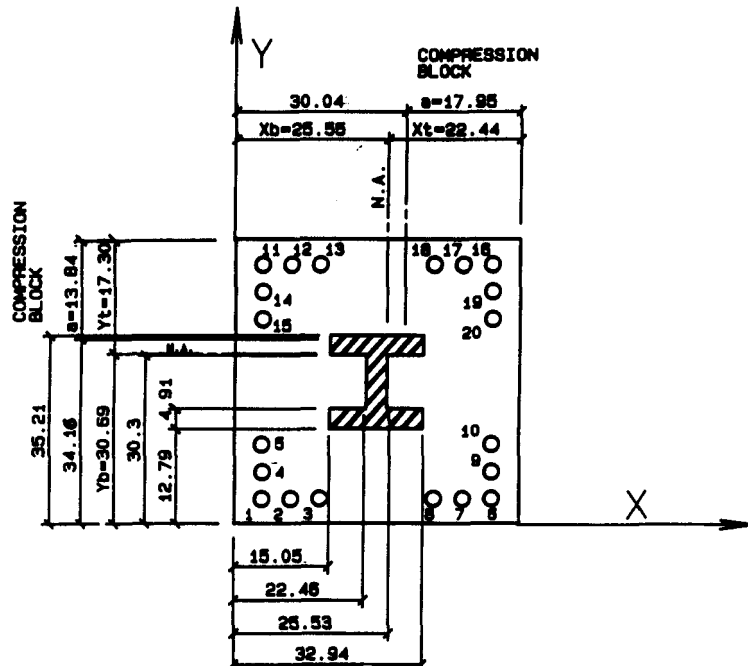 Y
COMPRESSION
BLOCK
30.04
a=17.95
Xb=25.55
Xt=22.44
N.A.
COMPRESSION
BLOCK
a=13.84
Yt=17.30
11 12 13
18 17 16
14
19
15
20
N.A.
35.21
34.16
Yb=30.69
30.3
12.79
4.91
5
10
4
9
1 2 3
8 7 6
X
15.05
22.46
25.53
32.94